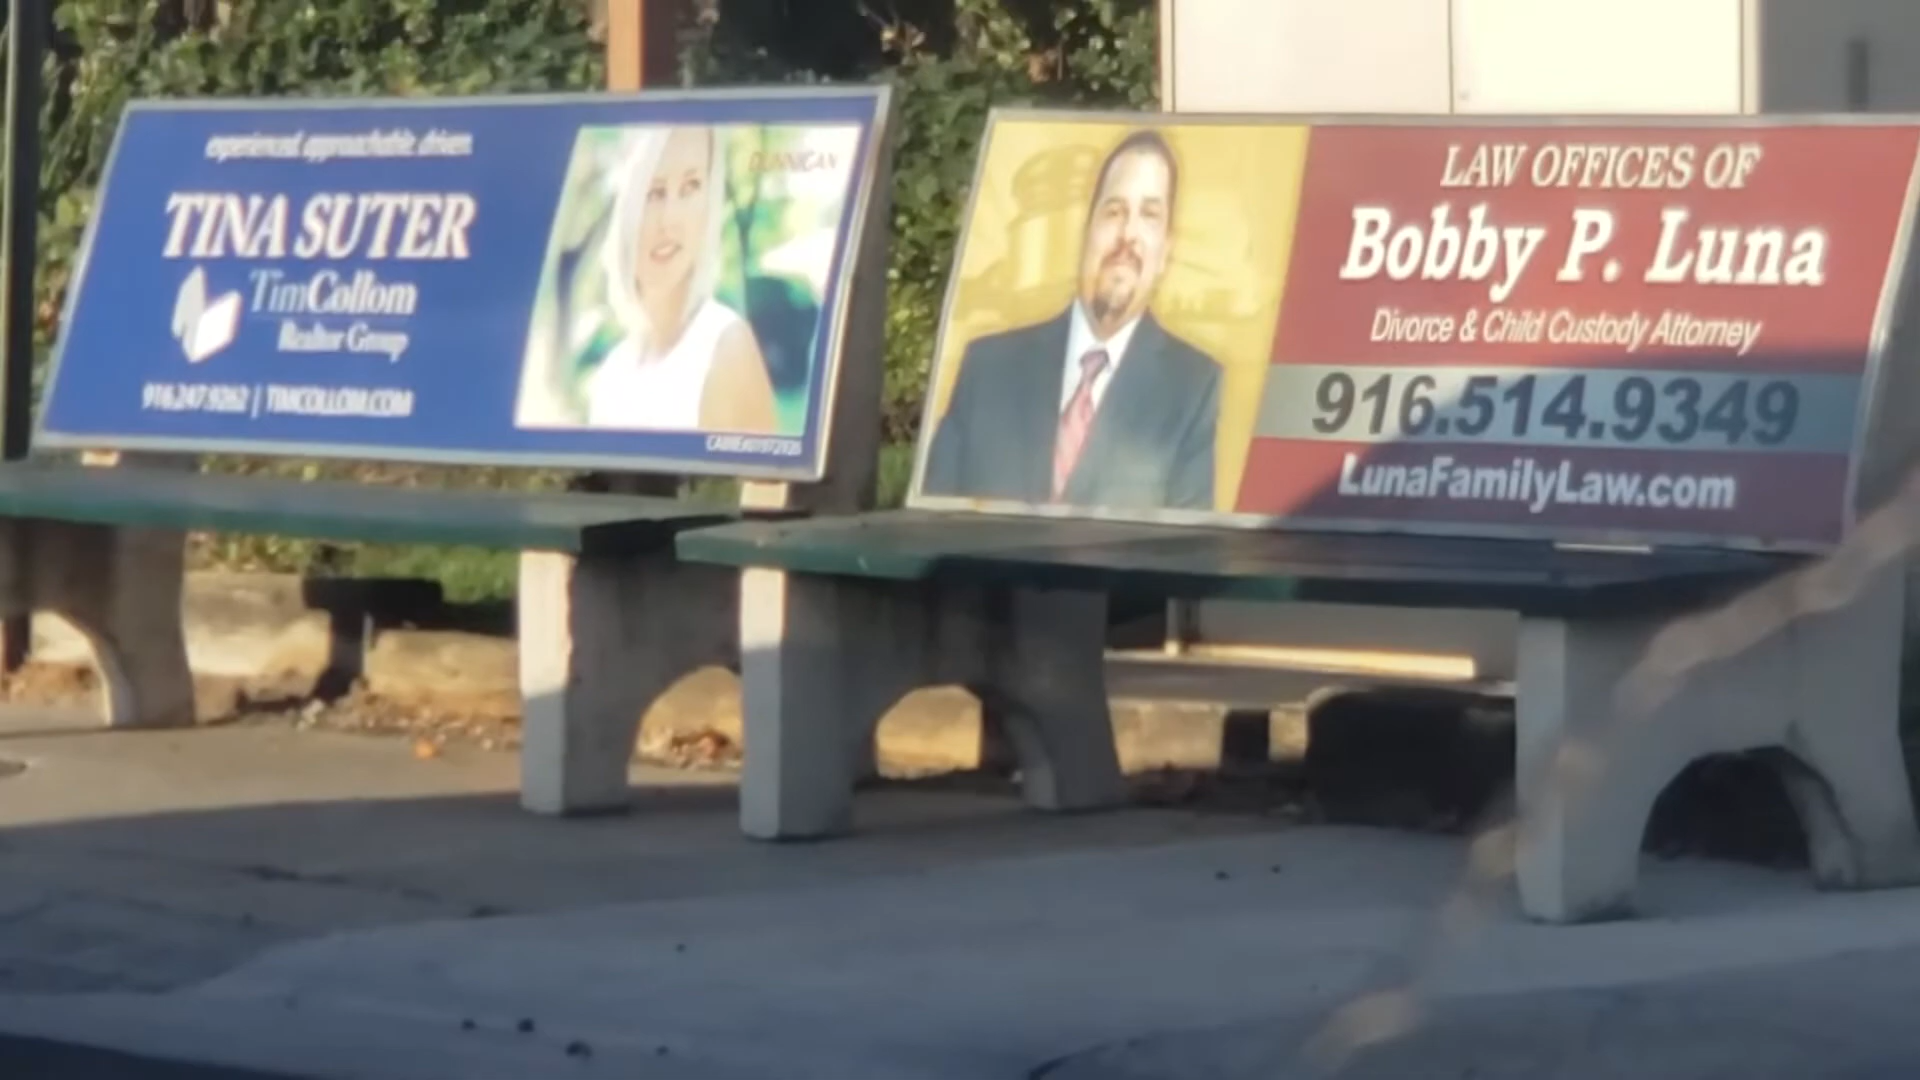 experienced. approachable. driven.
TINA SUTER
TimCollom
Realtor Group
916.247.9262 | TIMCOLLOM.COM
DUNNIGAN
LAW OFFICES OF
Bobby P. Luna
Divorce & Child Custody Attorney
916.514.9349
LunaFamilyLaw.com